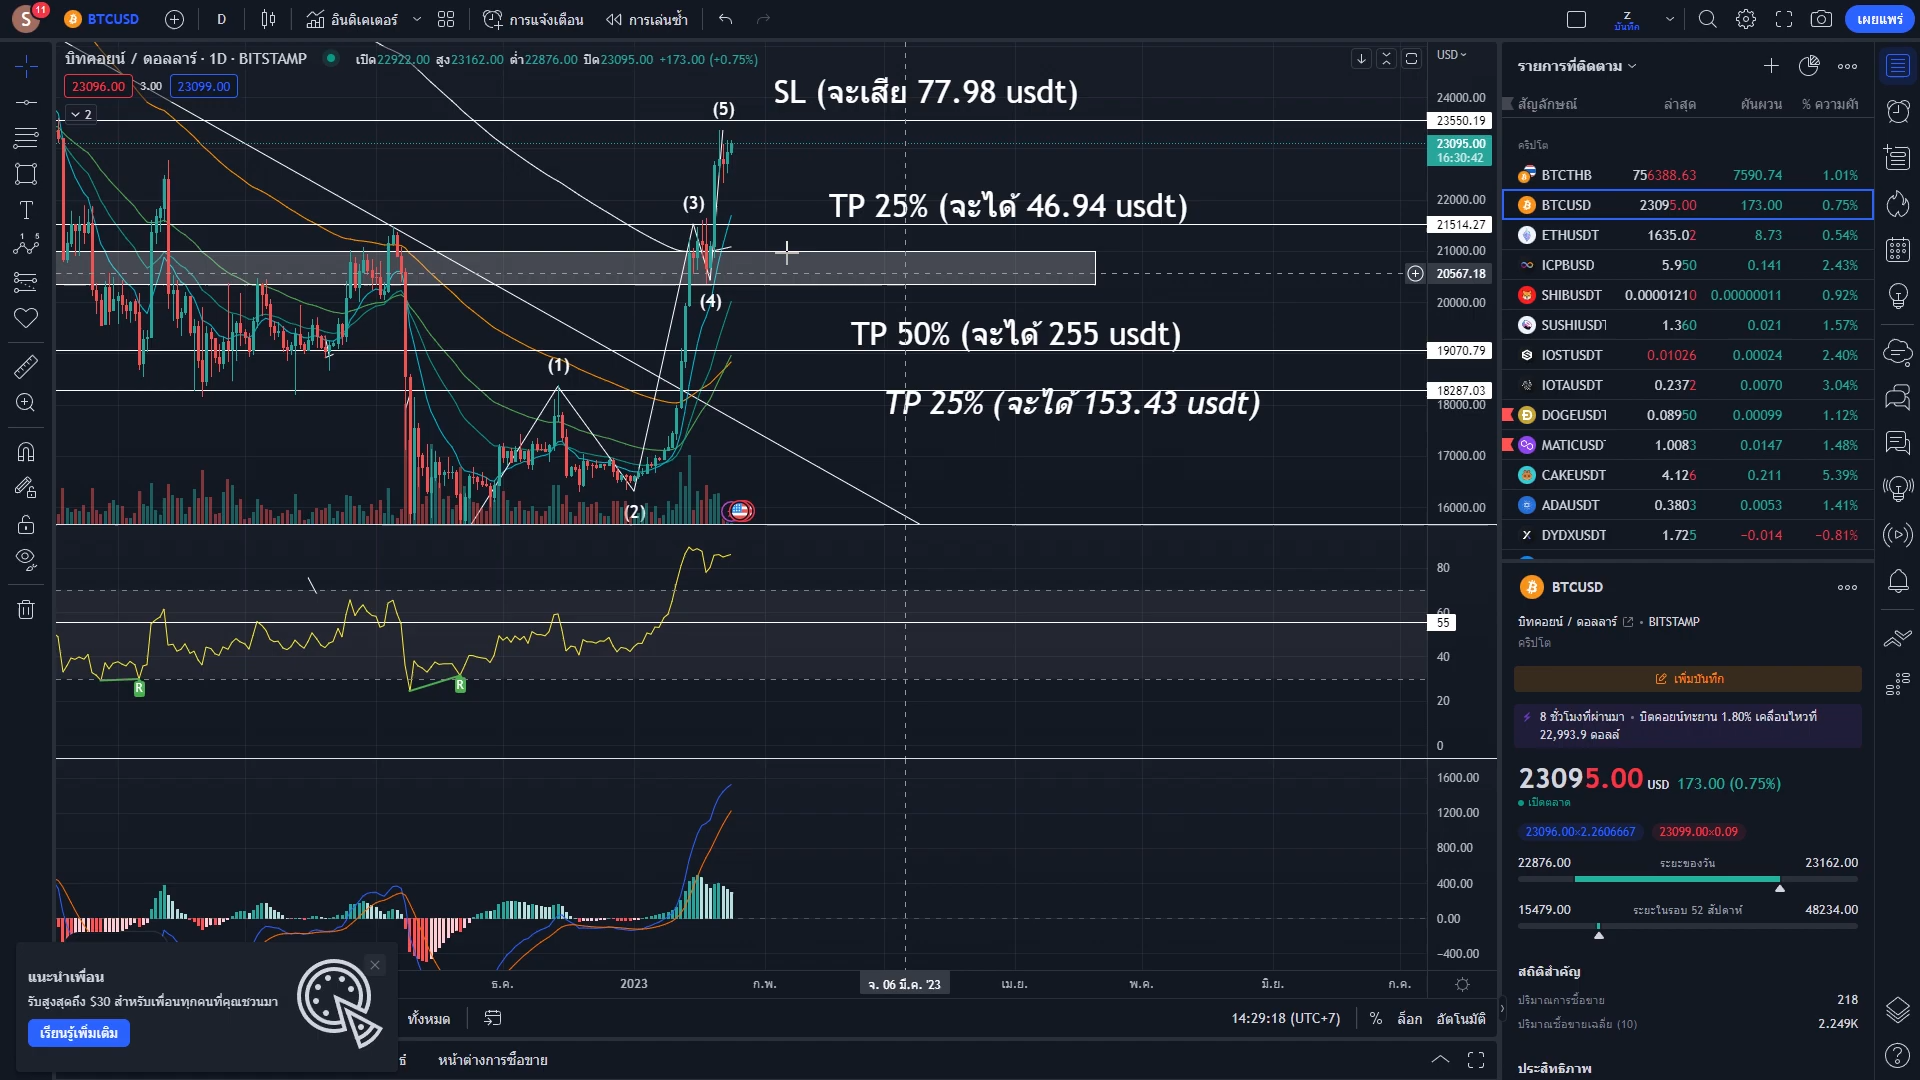 S 11 BTCUSD D อินดิเคเตอร์ การแจ้งเตือน การเล่นซ้ำ Z บันทึก เผยแพร่
บิทคอยน์ / ดอลลาร์ · 1D · BITSTAMP เปิด22922.00 สูง23162.00 ต่ำ22876.00 ปิด23095.00 +173.00 (+0.75%)
23096.00 3.00 23099.00
2
SL (จะเสีย 77.98 usdt)
(5)
TP 25% (จะได้ 46.94 usdt)
(3)
(4)
TP 50% (จะได้ 255 usdt)
(1)
TP 25% (จะได้ 153.43 usdt)
(2)
R
R
USD
24000.00
23550.19
23095.00
16:30:42
22000.00
21514.27
21000.00
20567.18
20000.00
19070.79
18287.03
18000.00
17000.00
16000.00
80
60
55
40
20
0
1600.00
1200.00
800.00
400.00
0.00
−400.00
ธ.ค. 2023 ก.พ. จ. 06 มี.ค. '23 เม.ย. พ.ค. มิ.ย. ก.ค.
ทั้งหมด 14:29:18 (UTC+7) % ล็อก อัตโนมัติ
หน้าต่างการซื้อขาย
แนะนำเพื่อน
รับสูงสุดถึง $30 สำหรับเพื่อนทุกคนที่คุณชวนมา
เรียนรู้เพิ่มเติม
รายการที่ติดตาม
สัญลักษณ์ ล่าสุด ผันผวน % ความผั
คริปโต
BTCTHB 756388.63 7590.74 1.01%
BTCUSD 23095.00 173.00 0.75%
ETHUSDT 1635.02 8.73 0.54%
ICPBUSD 5.950 0.141 2.43%
SHIBUSDT 0.00001210 0.00000011 0.92%
SUSHIUSDT 1.360 0.021 1.57%
IOSTUSDT 0.01026 0.00024 2.40%
IOTAUSDT 0.2372 0.0070 3.04%
DOGEUSDT 0.08950 0.00099 1.12%
MATICUSDT 1.0083 0.0147 1.48%
CAKEUSDT 4.126 0.211 5.39%
ADAUSDT 0.3803 0.0053 1.41%
DYDXUSDT 1.725 −0.014 −0.81%
BTCUSD
บิทคอยน์ / ดอลลาร์ • BITSTAMP
คริปโต
เพิ่มบันทึก
8 ชั่วโมงที่ผ่านมา • บิตคอยน์ทะยาน 1.80% เคลื่อนไหวที่
22,993.9 ดอลล์
23095.00 USD 173.00 (0.75%)
เปิดตลาด
23096.00×2.2606667 23099.00×0.09
22876.00 ระยะของวัน 23162.00
15479.00 ระยะในรอบ 52 สัปดาห์ 48234.00
สถิติสำคัญ
ปริมาณการซื้อขาย 218
ปริมาณซื้อขายเฉลี่ย (10) 2.249K
ประสิทธิภาพ